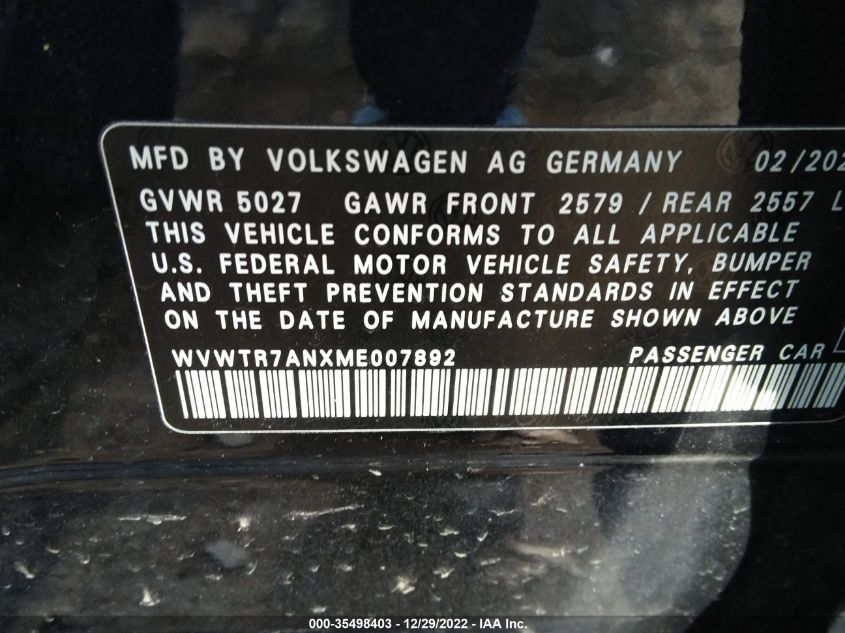 MFD BY VOLKSWAGEN AG GERMANY 02/202
GVWR 5027 GAWR FRONT 2579 / REAR 2557 L
THIS VEHICLE CONFORMS TO ALL APPLICABLE
U.S. FEDERAL MOTOR VEHICLE SAFETY, BUMPER
AND THEFT PREVENTION STANDARDS IN EFFECT
ON THE DATE OF MANUFACTURE SHOWN ABOVE
WVWTR7ANXME007892 PASSENGER CAR
000-35498403 - 12/29/2022 - IAA Inc.